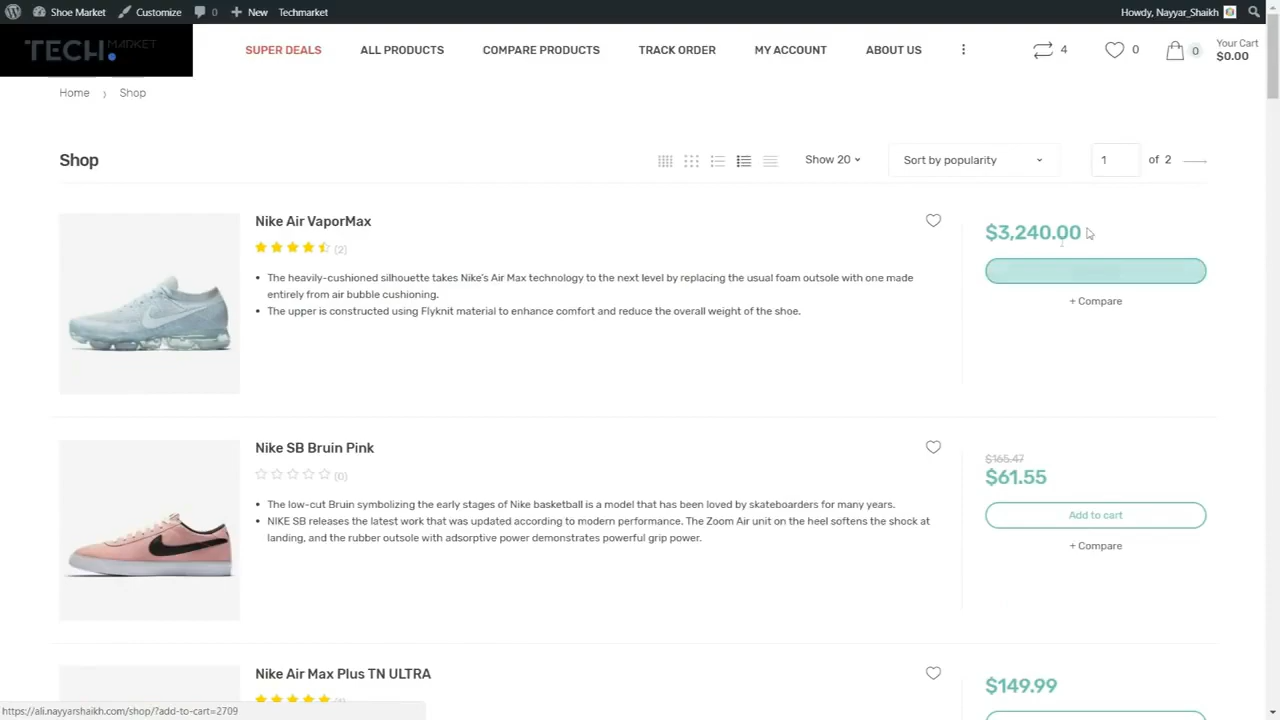 Shoe Market
Customize
0
New
Techmarket
Howdy, Nayyar_Shaikh
TECH MARKET
SUPER DEALS
ALL PRODUCTS
COMPARE PRODUCTS
TRACK ORDER
MY ACCOUNT
ABOUT US
4
0
0
Your Cart
$0.00
Home › Shop
Shop
Show 20
Sort by popularity
1
of 2
Nike Air VaporMax
(2)
• The heavily-cushioned silhouette takes Nike's Air Max technology to the next level by replacing the usual foam outsole with one made
entirely from air bubble cushioning.
• The upper is constructed using Flyknit material to enhance comfort and reduce the overall weight of the shoe.
$3,240.00
+ Compare
Nike SB Bruin Pink
(0)
• The low-cut Bruin symbolizing the early stages of Nike basketball is a model that has been loved by skateboarders for many years.
• NIKE SB releases the latest work that was updated according to modern performance. The Zoom Air unit on the heel softens the shock at
landing, and the rubber outsole with adsorptive power demonstrates powerful grip power.
$165.47
$61.55
Add to cart
+ Compare
Nike Air Max Plus TN ULTRA
$149.99
https://ali.nayyarshaikh.com/shop/?add-to-cart=2709